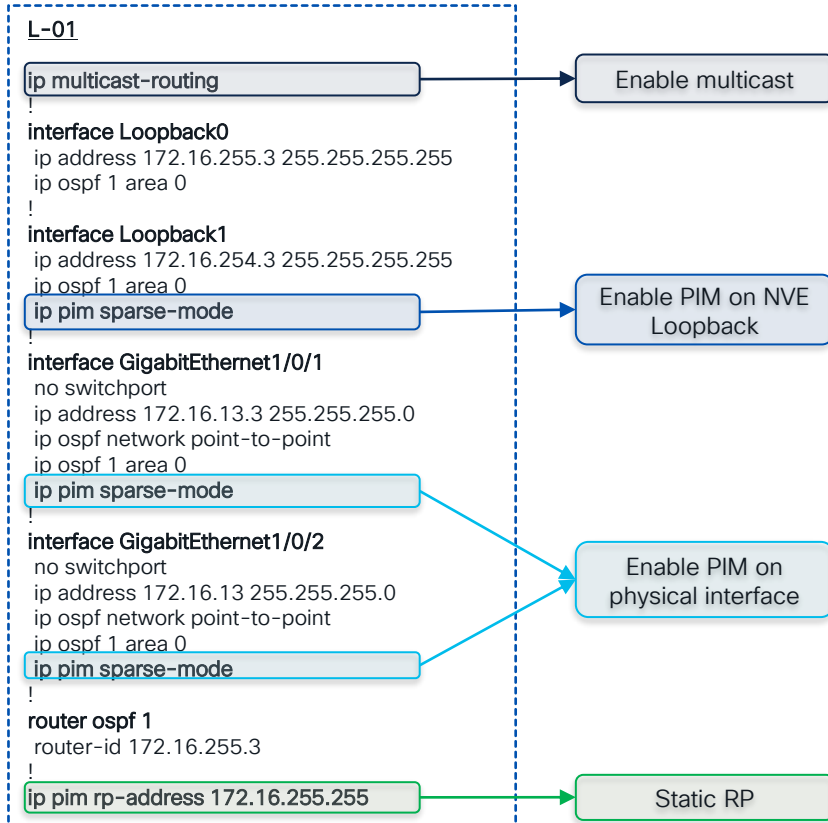 L-01
ip multicast-routing
Enable multicast
!
interface Loopback0
ip address 172.16.255.3 255.255.255.255
ip ospf 1 area 0
!
interface Loopback1
ip address 172.16.254.3 255.255.255.255
ip ospf 1 area 0
ip pim sparse-mode
Enable PIM on NVE
Loopback
!
interface GigabitEthernet1/0/1
no switchport
ip address 172.16.13.3 255.255.255.0
ip ospf network point-to-point
ip ospf 1 area 0
ip pim sparse-mode
!
interface GigabitEthernet1/0/2
no switchport
ip address 172.16.13 255.255.255.0
ip ospf network point-to-point
ip ospf 1 area 0
ip pim sparse-mode
Enable PIM on
physical interface
!
router ospf 1
router-id 172.16.255.3
!
ip pim rp-address 172.16.255.255
Static RP